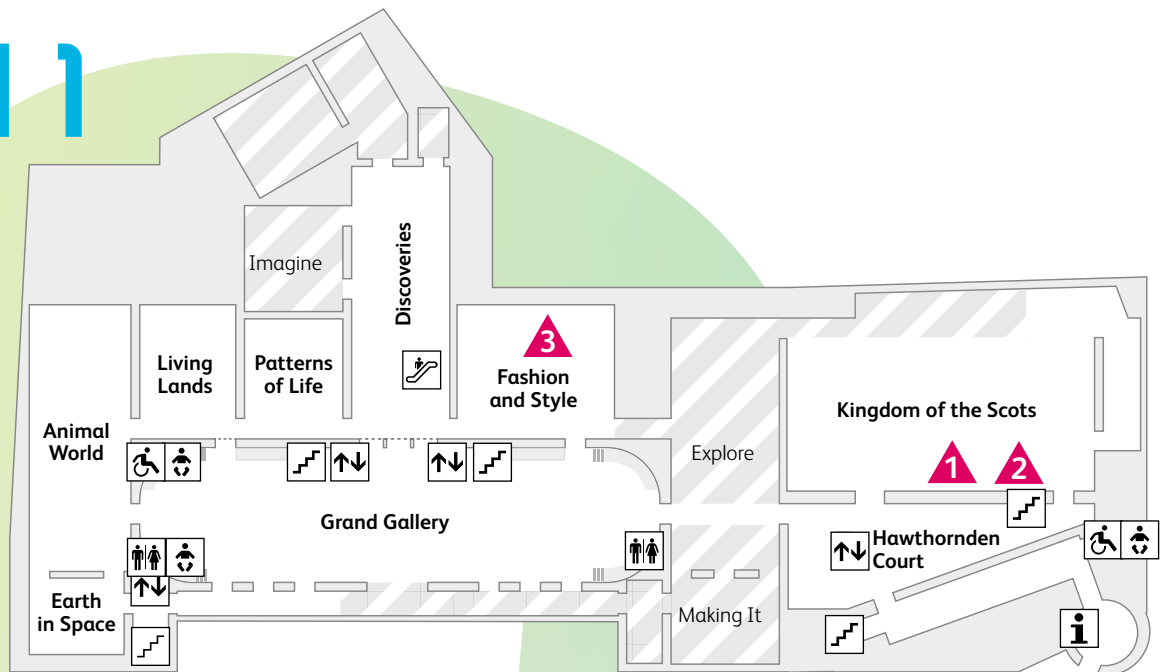 1
Imagine
Discoveries
Living
Lands
Patterns
of Life
3
Fashion
and Style
Animal
World
Kingdom of the Scots
Explore
1
2
Grand Gallery
Hawthornden
Court
Earth
in Space
Making It
i